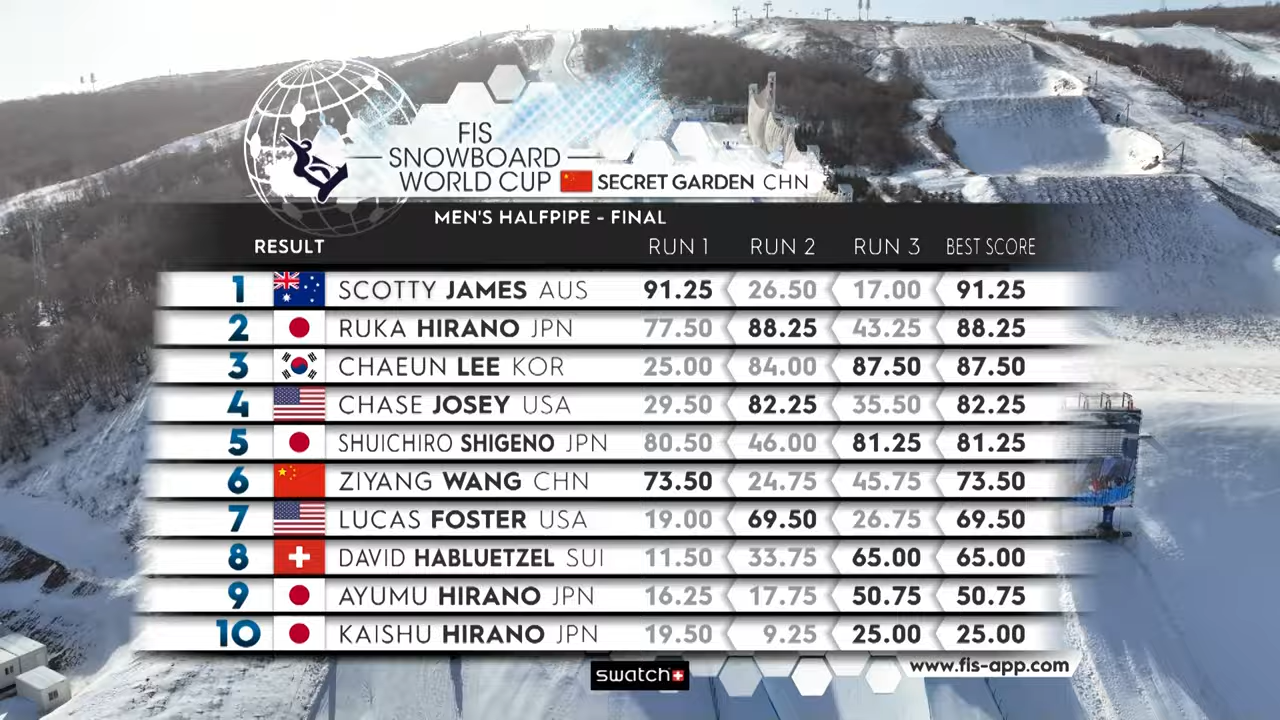 FIS
SNOWBOARD
WORLD CUP SECRET GARDEN CHN
MEN'S HALFPIPE - FINAL
RESULT RUN 1 RUN 2 RUN 3 BEST SCORE
1 SCOTTY JAMES AUS 91.25 26.50 17.00 91.25
2 RUKA HIRANO JPN 77.50 88.25 43.25 88.25
3 CHAEUN LEE KOR 25.00 84.00 87.50 87.50
4 CHASE JOSEY USA 29.50 82.25 35.50 82.25
5 SHUICHIRO SHIGENO JPN 80.50 46.00 81.25 81.25
6 ZIYANG WANG CHN 73.50 24.75 45.75 73.50
7 LUCAS FOSTER USA 19.00 69.50 26.75 69.50
8 DAVID HABLUETZEL SUI 11.50 33.75 65.00 65.00
9 AYUMU HIRANO JPN 16.25 17.75 50.75 50.75
10 KAISHU HIRANO JPN 19.50 9.25 25.00 25.00
swatch
www.fis-app.com